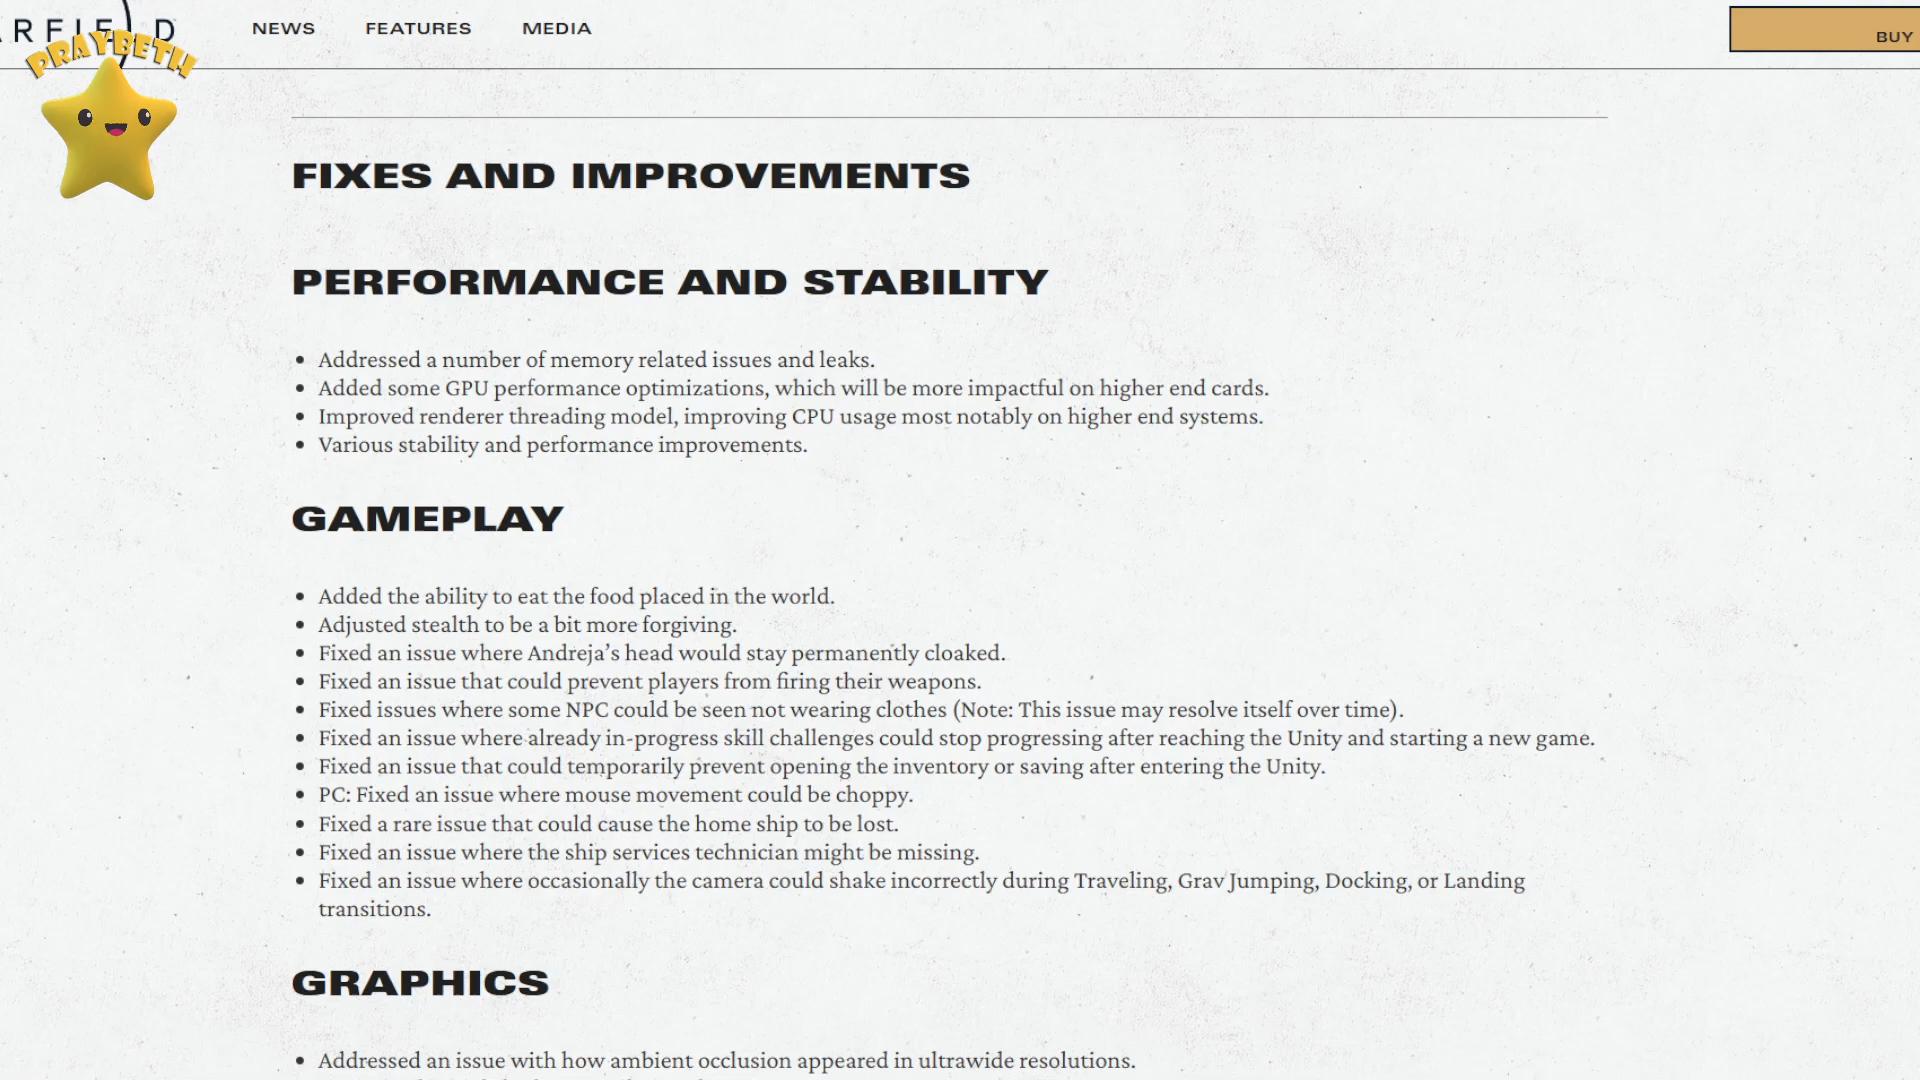 RFIELD
PRAYBETH
NEWS
FEATURES
MEDIA
BUY
FIXES AND IMPROVEMENTS
PERFORMANCE AND STABILITY
• Addressed a number of memory related issues and leaks.
• Added some GPU performance optimizations, which will be more impactful on higher end cards.
• Improved renderer threading model, improving CPU usage most notably on higher end systems.
• Various stability and performance improvements.
GAMEPLAY
• Added the ability to eat the food placed in the world.
• Adjusted stealth to be a bit more forgiving.
• Fixed an issue where Andreja’s head would stay permanently cloaked.
• Fixed an issue that could prevent players from firing their weapons.
• Fixed issues where some NPC could be seen not wearing clothes (Note: This issue may resolve itself over time).
• Fixed an issue where already in-progress skill challenges could stop progressing after reaching the Unity and starting a new game.
• Fixed an issue that could temporarily prevent opening the inventory or saving after entering the Unity.
• PC: Fixed an issue where mouse movement could be choppy.
• Fixed a rare issue that could cause the home ship to be lost.
• Fixed an issue where the ship services technician might be missing.
• Fixed an issue where occasionally the camera could shake incorrectly during Traveling, Grav Jumping, Docking, or Landing
transitions.
GRAPHICS
• Addressed an issue with how ambient occlusion appeared in ultrawide resolutions.